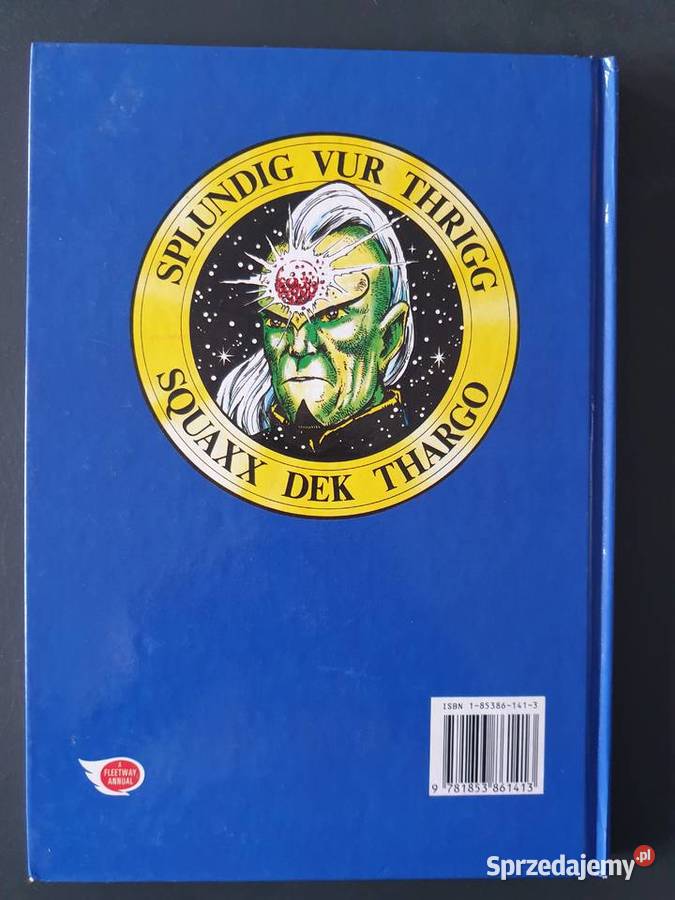 SPLUNDIG VUR THRIGG
SQUAXX DEK THARGO
ISBN 1-85386-141-3
9 781853 861413
A
FLEETWAY
ANNUAL
Sprzedajemy.pl